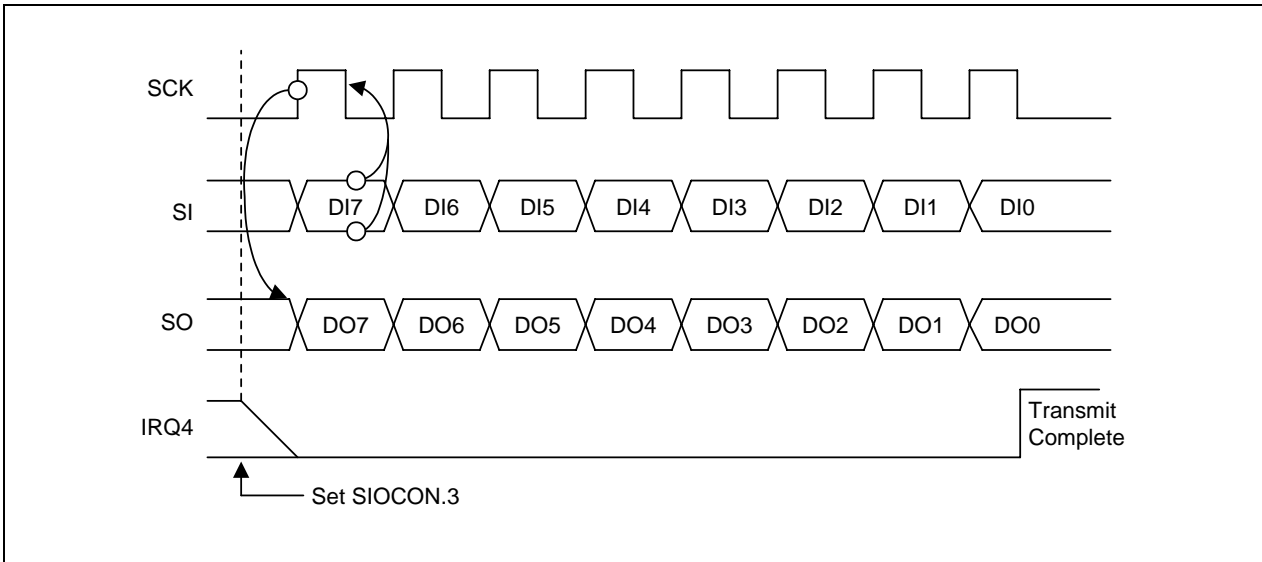 SCK
SI
DI7 DI6 DI5 DI4 DI3 DI2 DI1 DI0
SO
DO7 DO6 DO5 DO4 DO3 DO2 DO1 DO0
IRQ4
Transmit
Complete
Set SIOCON.3